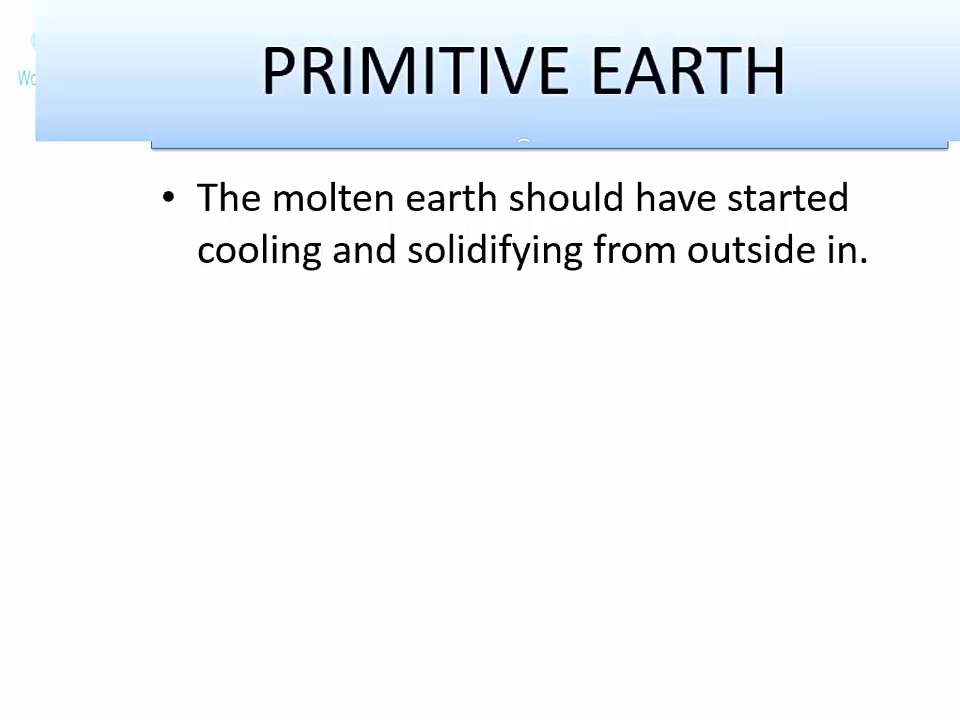 PRIMITIVE EARTH
• The molten earth should have started
cooling and solidifying from outside in.